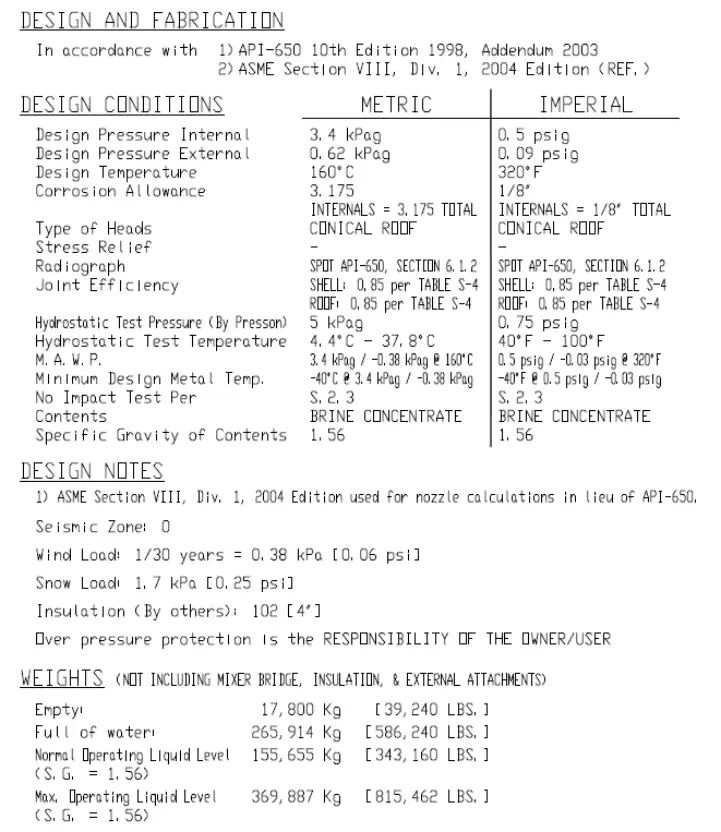 DESIGN AND FABRICATION
In accordance with 1) API-650 10th Edition 1998, Addendum 2003
2) ASME Section VIII, Div. 1, 2004 Edition (REF.)
DESIGN CONDITIONS METRIC IMPERIAL
Design Pressure Internal 3.4 kPag 0.5 psig
Design Pressure External 0.62 kPag 0.09 psig
Design Temperature 160°C 320°F
Corrosion Allowance 3.175 1/8"
INTERNALS = 3.175 TOTAL INTERNALS = 1/8" TOTAL
Type of Heads CONICAL ROOF CONICAL ROOF
Stress Relief - -
Radiograph SPOT API-650, SECTION 6.1.2 SPOT API-650, SECTION 6.1.2
Joint Efficiency SHELL: 0.85 per TABLE S-4 SHELL: 0.85 per TABLE S-4
ROOF: 0.85 per TABLE S-4 ROOF: 0.85 per TABLE S-4
Hydrostatic Test Pressure (By Presson) 5 kPag 0.75 psig
Hydrostatic Test Temperature 4.4°C - 37.8°C 40°F - 100°F
M.A.W.P. 3.4 kPag / -0.38 kPag @ 160°C 0.5 psig / -0.03 psig @ 320°F
Minimum Design Metal Temp. -40°C @ 3.4 kPag / -0.38 kPag -40°F @ 0.5 psig / -0.03 psig
No Impact Test Per S.2.3 S.2.3
Contents BRINE CONCENTRATE BRINE CONCENTRATE
Specific Gravity of Contents 1.56 1.56
DESIGN NOTES
1) ASME Section VIII, Div. 1, 2004 Edition used for nozzle calculations in lieu of API-650.
Seismic Zone: 0
Wind Load: 1/30 years = 0.38 kPa [0.06 psi]
Snow Load: 1.7 kPa [0.25 psi]
Insulation (By others): 102 [4"]
Over pressure protection is the RESPONSIBILITY OF THE OWNER/USER
WEIGHTS (NOT INCLUDING MIXER BRIDGE, INSULATION, & EXTERNAL ATTACHMENTS)
Empty: 17,800 Kg [39,240 LBS.]
Full of water: 265,914 Kg [586,240 LBS.]
Normal Operating Liquid Level 155,655 Kg [343,160 LBS.]
(S.G. = 1.56)
Max. Operating Liquid Level 369,887 Kg [815,462 LBS.]
(S.G. = 1.56)